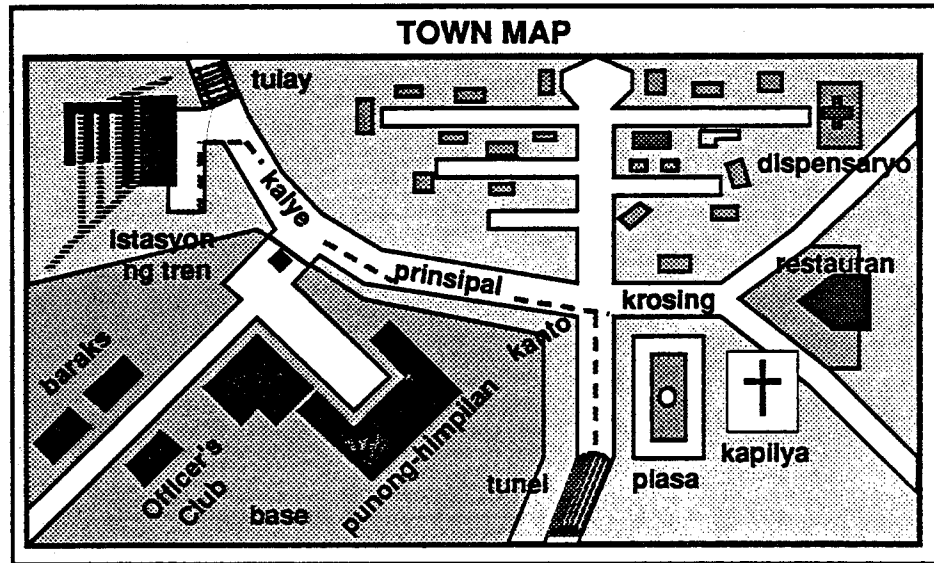 TOWN MAP
tulay
dispensaryo
kalye
Istasyon
ng tren
prinsipal
krosing
restauran
kanto
baraks
Officer's
Club
base
punong-himpilan
tunel
plasa
kapilya